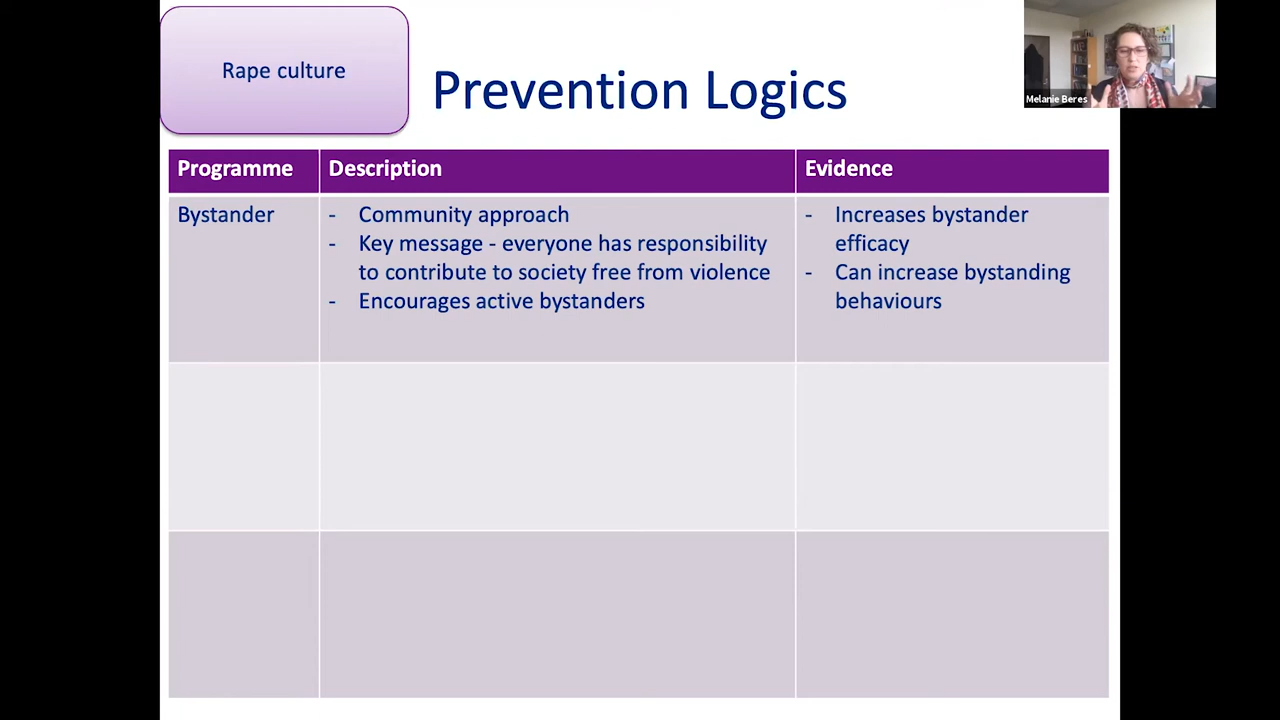 Rape culture
Prevention Logics
Melanie Beres
Programme
Description
Evidence
Bystander
- Community approach
- Key message - everyone has responsibility
to contribute to society free from violence
- Encourages active bystanders
- Increases bystander
efficacy
- Can increase bystanding
behaviours